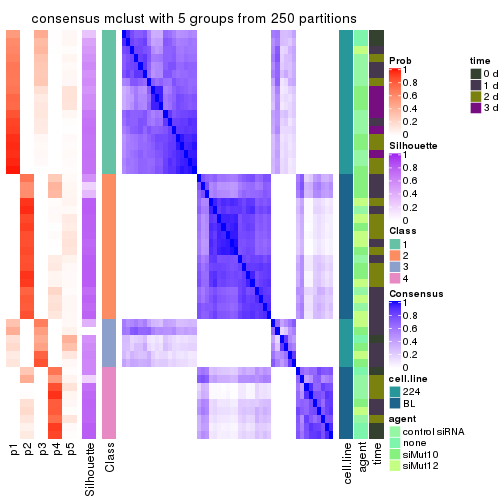 consensus mclust with 5 groups from 250 partitions
Prob
1
0.8
0.6
0.4
0.2
0
time
0 d
1 d
2 d
3 d
Silhouette
1
0.8
0.6
0.4
0.2
0
Class
1
2
3
4
Consensus
1
0.8
0.6
0.4
0.2
0
cell.line
224
BL
agent
control siRNA
none
siMut10
siMut12
p1
p2
p3
p4
p5
Silhouette
Class
cell.line
agent
time